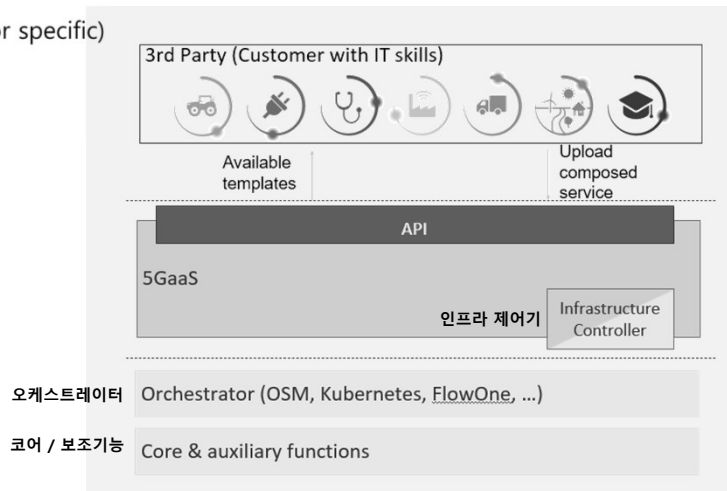 r specific)
3rd Party (Customer with IT skills)
Available
templates
Upload
composed
service
API
5GaaS
인프라 제어기
Infrastructure
Controller
오케스트레이터
Orchestrator (OSM, Kubernetes, FlowOne, ...)
코어 / 보조기능
Core & auxiliary functions